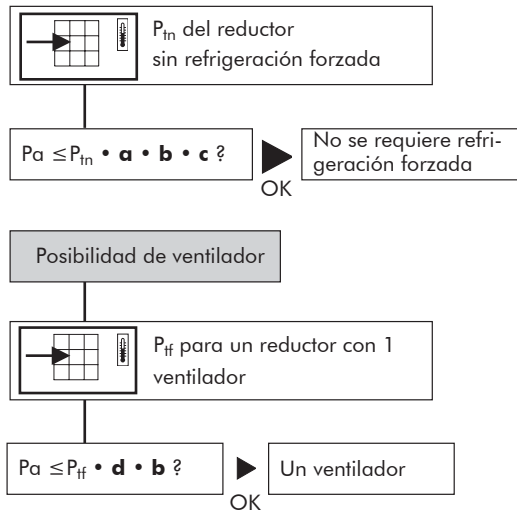 Ptn del reductor
sin refrigeración forzada
Pa ≤Ptn • a • b • c ?
OK
No se requiere refri-
geración forzada
Posibilidad de ventilador
Ptf para un reductor con 1
ventilador
Pa ≤Ptf • d • b ?
OK
Un ventilador